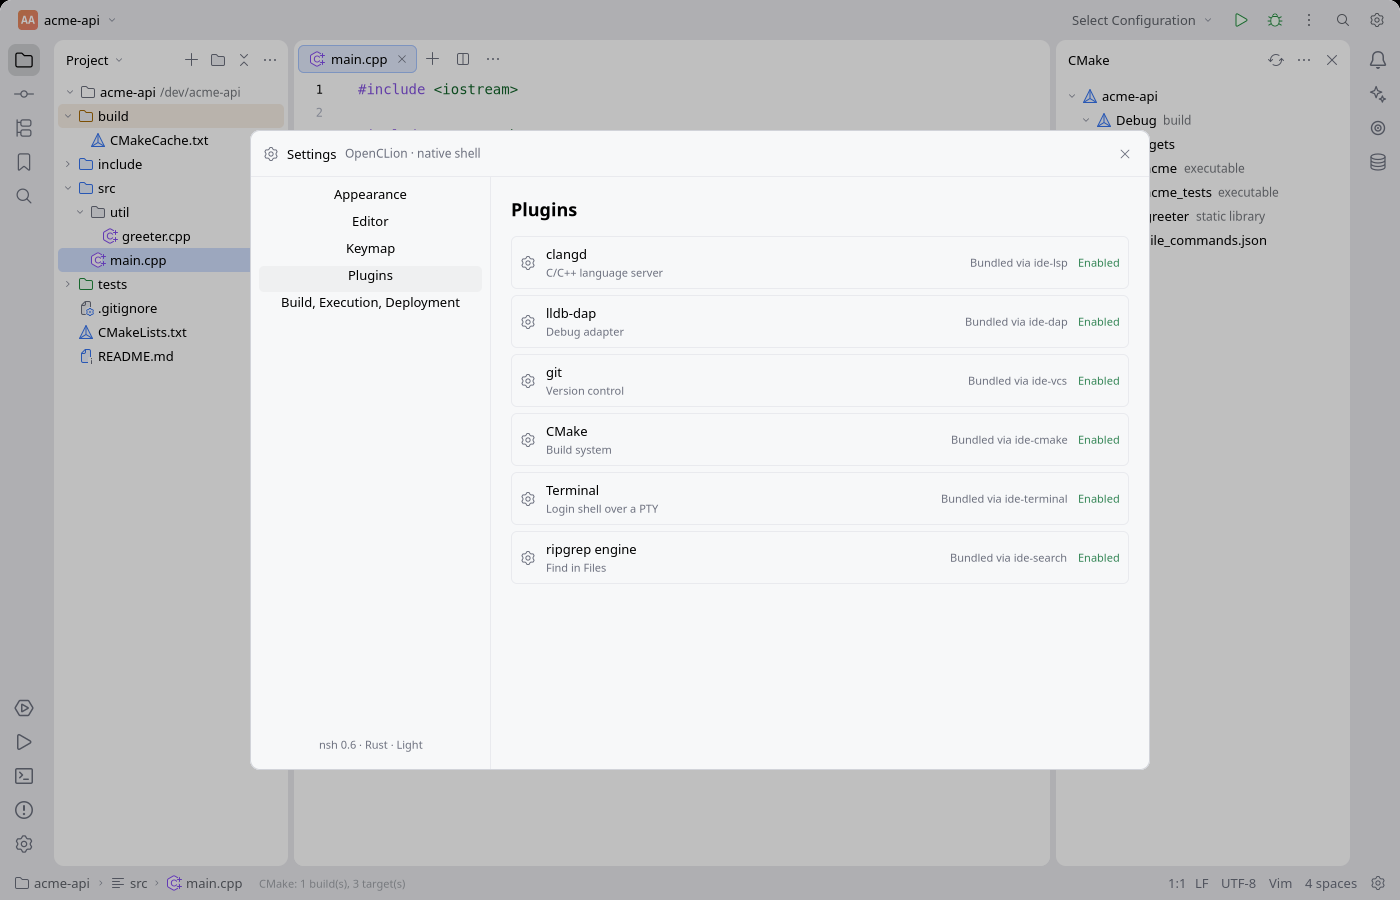 AA acme-api Select Configuration
Project
acme-api /dev/acme-api
build
CMakeCache.txt
include
src
util
greeter.cpp
main.cpp
tests
.gitignore
CMakeLists.txt
README.md
main.cpp
1 #include <iostream>
2
CMake
acme-api
Debug build
gets
cme executable
cme_tests executable
greeter static library
ile_commands.json
Settings OpenCLion · native shell
Appearance
Editor
Keymap
Plugins
Build, Execution, Deployment
nsh 0.6 · Rust · Light
Plugins
clangd
C/C++ language server
Bundled via ide-lsp Enabled
lldb-dap
Debug adapter
Bundled via ide-dap Enabled
git
Version control
Bundled via ide-vcs Enabled
CMake
Build system
Bundled via ide-cmake Enabled
Terminal
Login shell over a PTY
Bundled via ide-terminal Enabled
ripgrep engine
Find in Files
Bundled via ide-search Enabled
acme-api src main.cpp CMake: 1 build(s), 3 target(s) 1:1 LF UTF-8 Vim 4 spaces